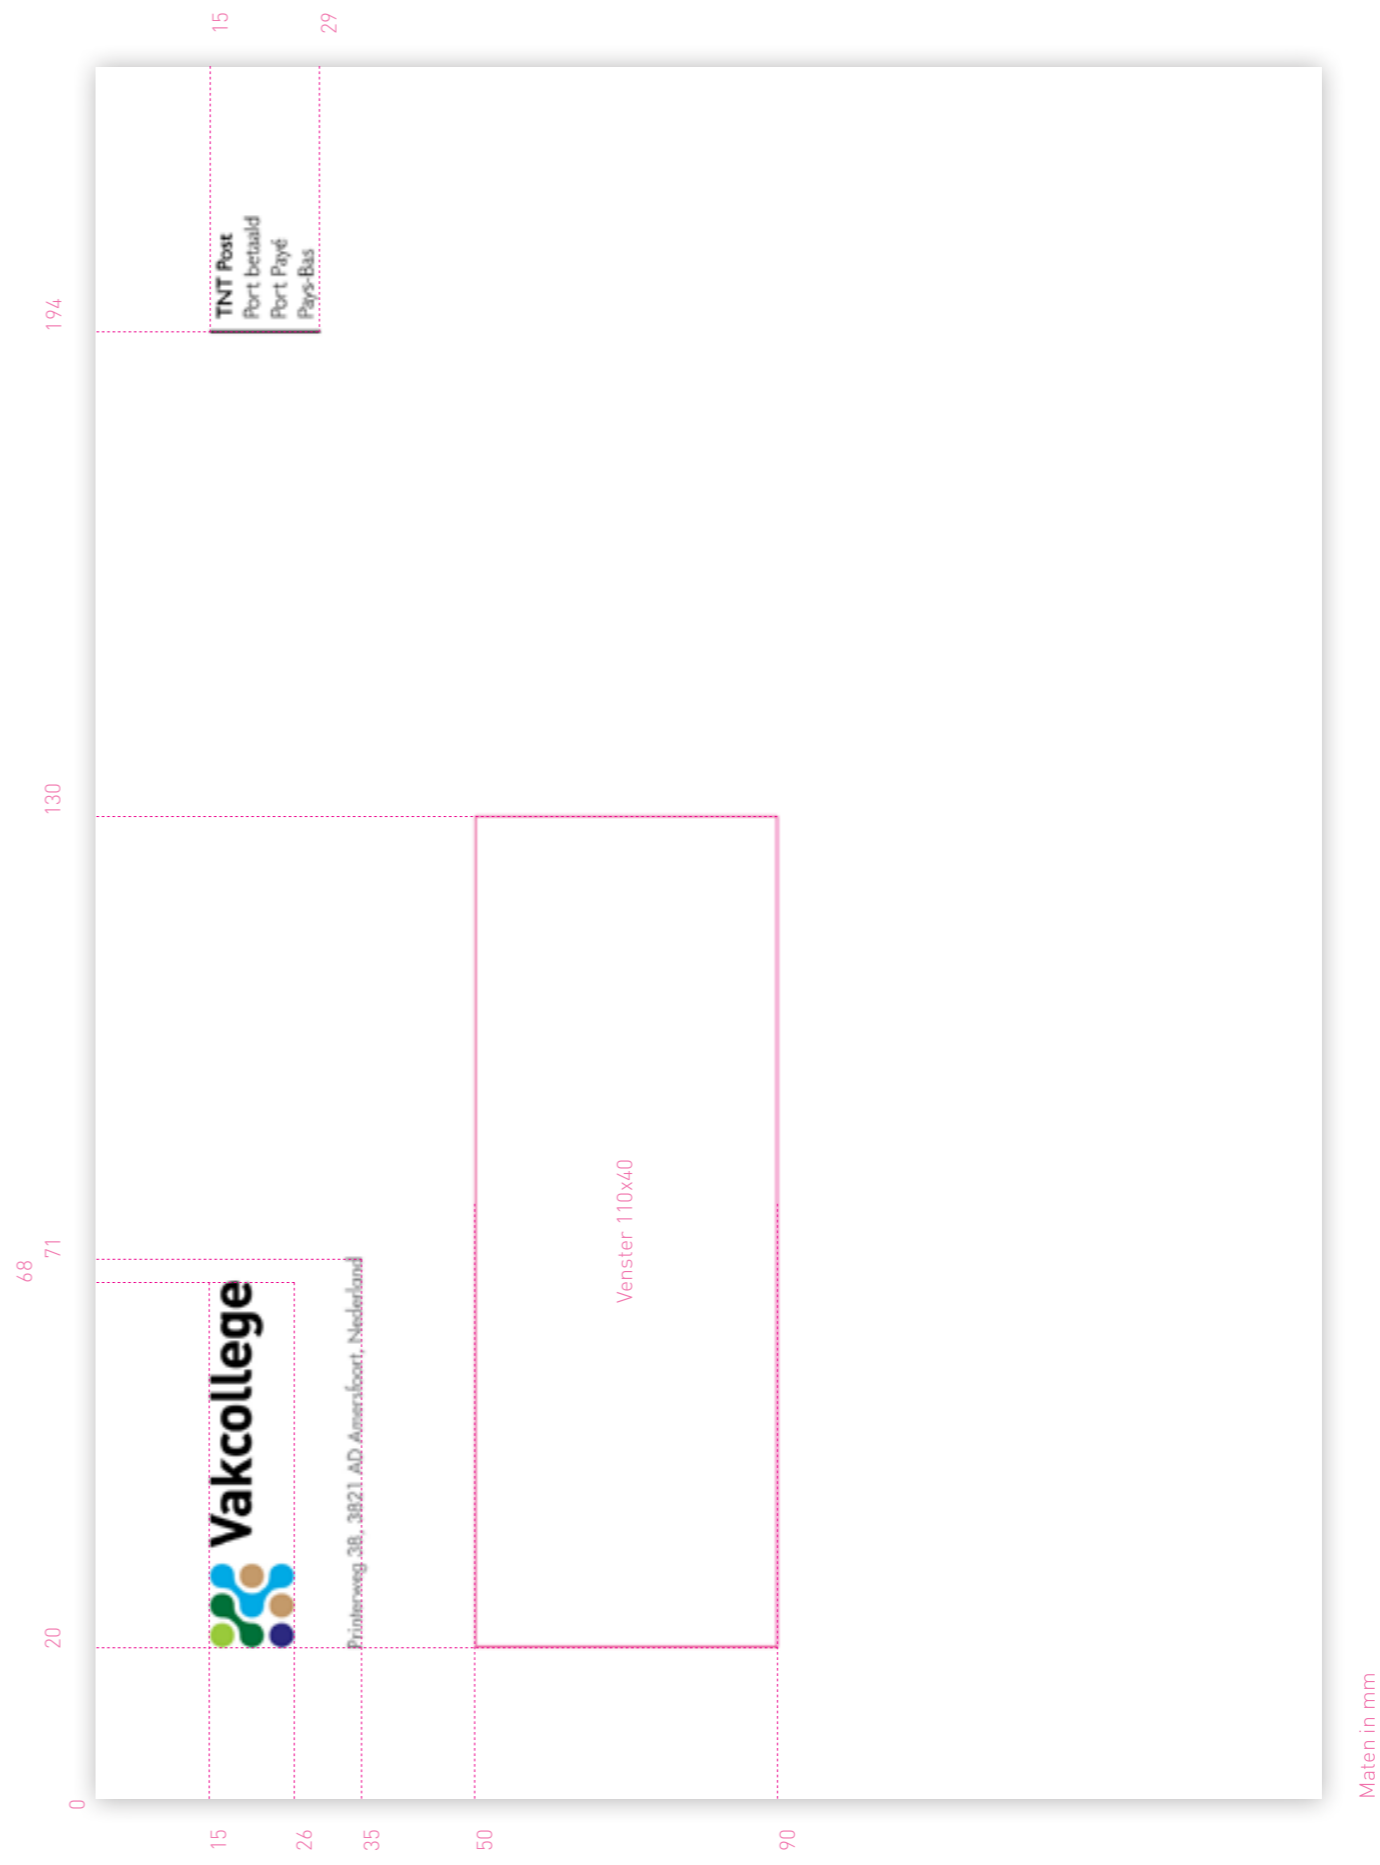 0
20
68
71
130
194
15
26
35
50
90
Vakcollege
Printerweg 38, 3821 AD Amersfoort, Nederland
Venster 110x40
TNT Post
Port betaald
Port Payé
Pays-Bas
15
29
Maten in mm